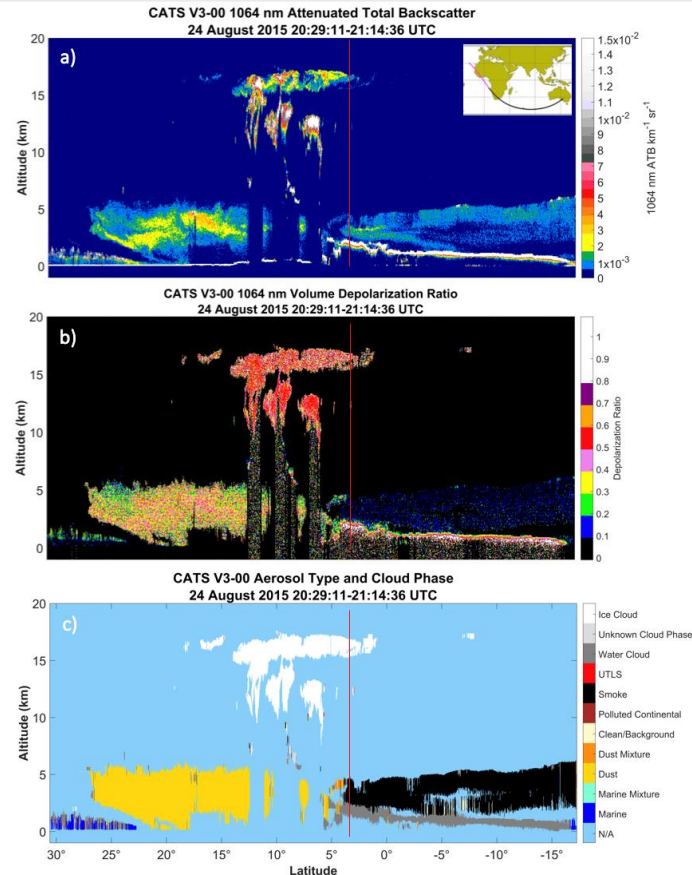 CATS V3-00 1064 nm Attenuated Total Backscatter
24 August 2015 20:29:11-21:14:36 UTC
a)
20
15
10
5
0
Altitude (km)
1.5x10⁻²
1.4
1.3
1.2
1.1
1x10⁻²
9
8
7
6
5
4
3
2
1x10⁻³
0
1064 nm ATB km⁻¹ sr⁻¹
CATS V3-00 1064 nm Volume Depolarization Ratio
24 August 2015 20:29:11-21:14:36 UTC
b)
20
15
10
5
0
Altitude (km)
1
0.9
0.8
0.7
0.6
0.5
0.4
0.3
0.2
0.1
0
Depolarization Ratio
CATS V3-00 Aerosol Type and Cloud Phase
24 August 2015 20:29:11-21:14:36 UTC
c)
20
15
10
5
0
Altitude (km)
Ice Cloud
Unknown Cloud Phase
Water Cloud
UTLS
Smoke
Polluted Continental
Clean/Background
Dust Mixture
Dust
Marine Mixture
Marine
N/A
30° 25° 20° 15° 10° 5° 0° -5° -10° -15°
Latitude